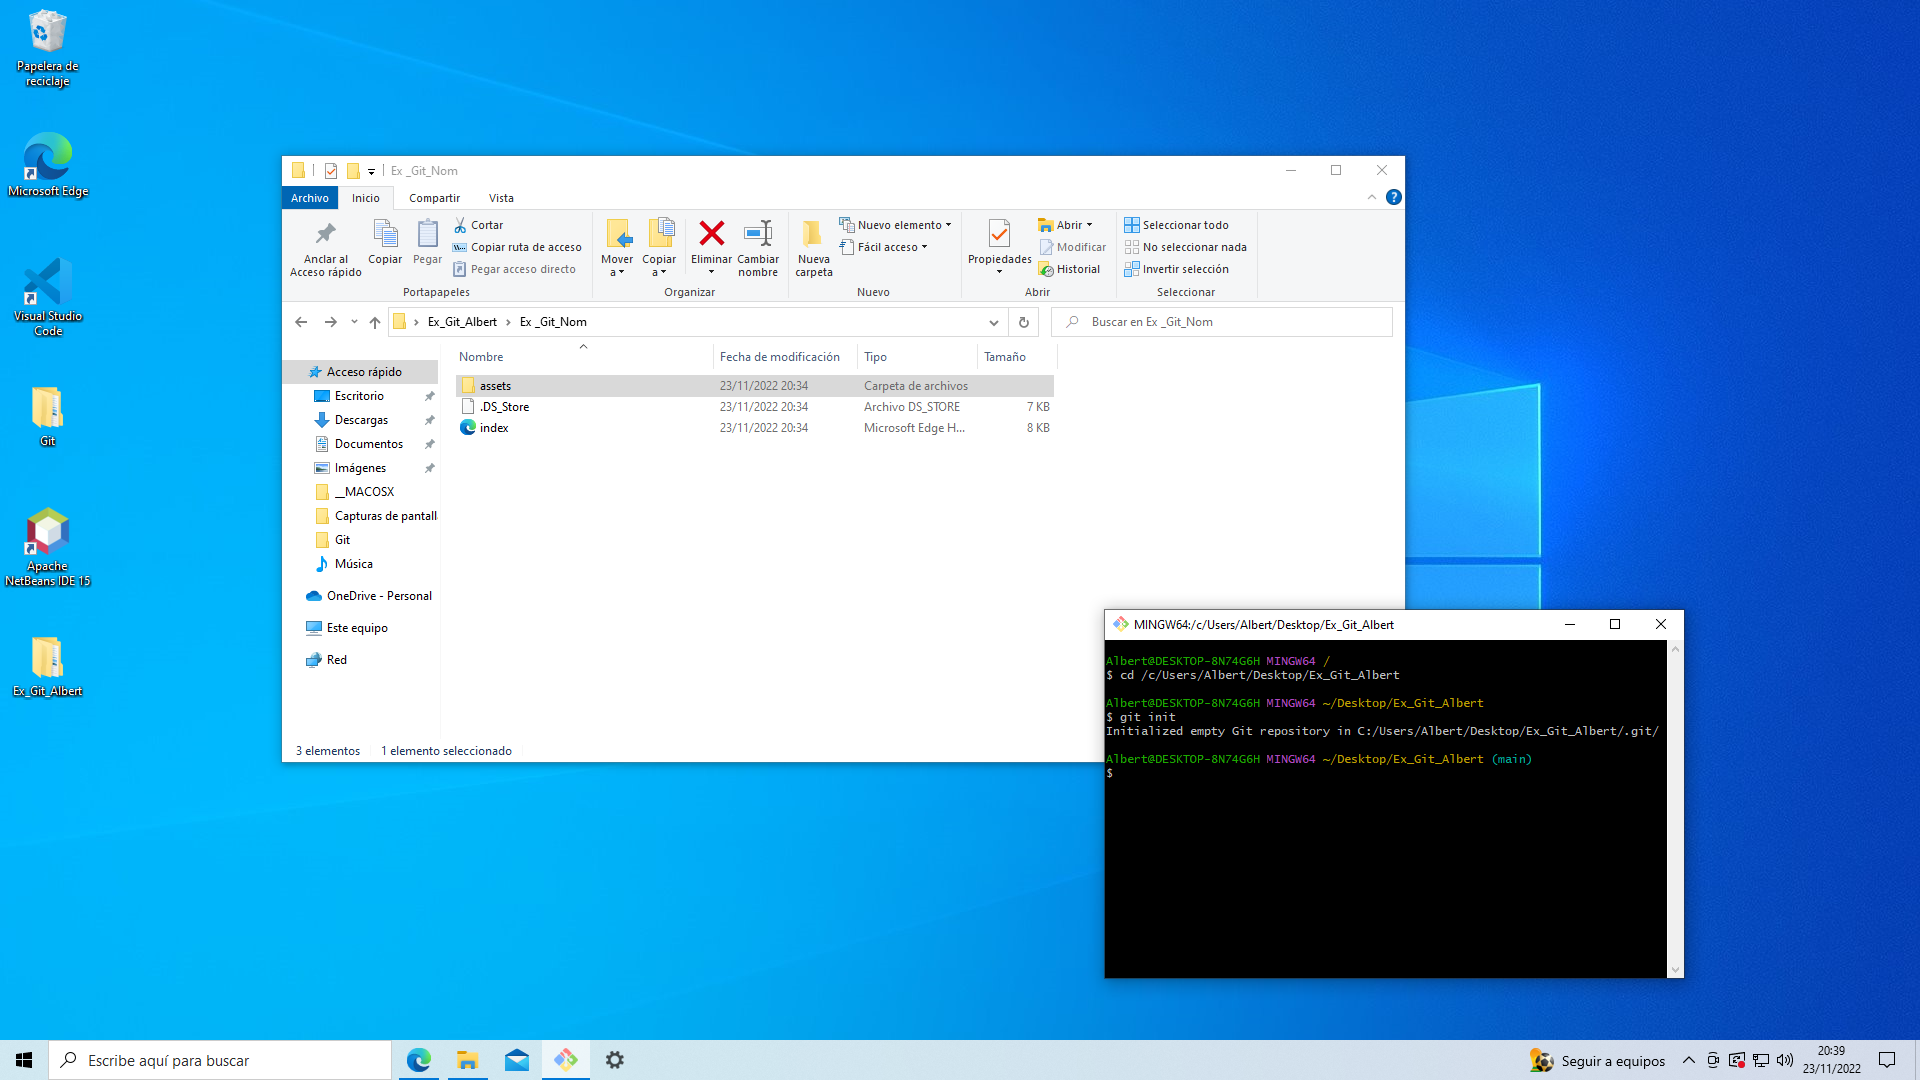 Papelera de
reciclaje
Microsoft Edge
Visual Studio
Code
Git
Apache
NetBeans IDE 15
Ex_Git_Albert
Ex _Git_Nom
Archivo Inicio Compartir Vista
Anclar al
Acceso rápido
Copiar
Pegar
Cortar
Copiar ruta de acceso
Pegar acceso directo
Portapapeles
Mover
a
Copiar
a
Eliminar
Cambiar
nombre
Organizar
Nueva
carpeta
Nuevo elemento
Fácil acceso
Nuevo
Propiedades
Abrir
Modificar
Historial
Abrir
Seleccionar todo
No seleccionar nada
Invertir selección
Seleccionar
Ex_Git_Albert > Ex _Git_Nom
Buscar en Ex _Git_Nom
Acceso rápido
Escritorio
Descargas
Documentos
Imágenes
__MACOSX
Capturas de pantall
Git
Música
OneDrive - Personal
Este equipo
Red
Nombre Fecha de modificación Tipo Tamaño
assets 23/11/2022 20:34 Carpeta de archivos
.DS_Store 23/11/2022 20:34 Archivo DS_STORE 7 KB
index 23/11/2022 20:34 Microsoft Edge H... 8 KB
3 elementos 1 elemento seleccionado
MINGW64:/c/Users/Albert/Desktop/Ex_Git_Albert
Albert@DESKTOP-8N74G6H MINGW64 /
$ cd /c/Users/Albert/Desktop/Ex_Git_Albert
Albert@DESKTOP-8N74G6H MINGW64 ~/Desktop/Ex_Git_Albert
$ git init
Initialized empty Git repository in C:/Users/Albert/Desktop/Ex_Git_Albert/.git/
Albert@DESKTOP-8N74G6H MINGW64 ~/Desktop/Ex_Git_Albert (main)
$
Escribe aquí para buscar
Seguir a equipos
20:39
23/11/2022